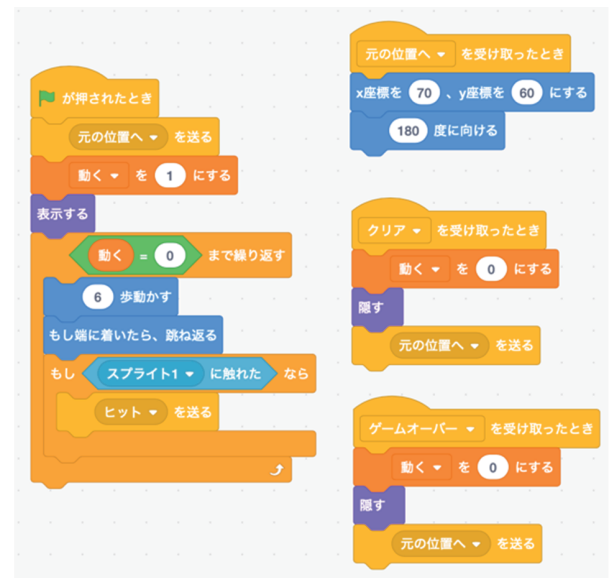 が押されたとき
元の位置へ を送る
動く を 1 にする
表示する
動く = 0 まで繰り返す
6 歩動かす
もし端に着いたら、跳ね返る
もし スプライト1 に触れた なら
ヒット を送る
元の位置へ を受け取ったとき
x座標を 70 、y座標を 60 にする
180 度に向ける
クリア を受け取ったとき
動く を 0 にする
隠す
元の位置へ を送る
ゲームオーバー を受け取ったとき
動く を 0 にする
隠す
元の位置へ を送る